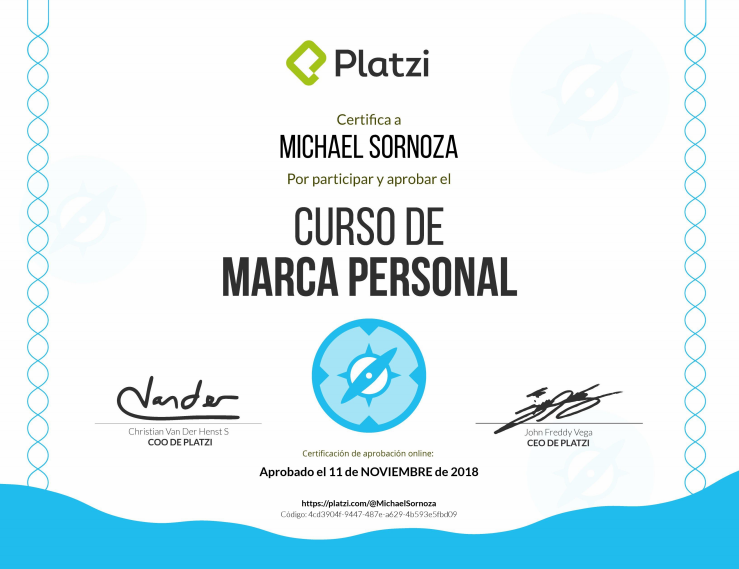 Platzi
Certifica a
MICHAEL SORNOZA
Por participar y aprobar el
CURSO DE
MARCA PERSONAL
Vander
Christian Van Der Henst S
COO DE PLATZI
John Freddy Vega
CEO DE PLATZI
Certificación de aprobación online:
Aprobado el 11 de NOVIEMBRE de 2018
https://platzi.com/@MichaelSornoza
Código: 4cd3904f-9447-487e-a629-4b593e5fbd09